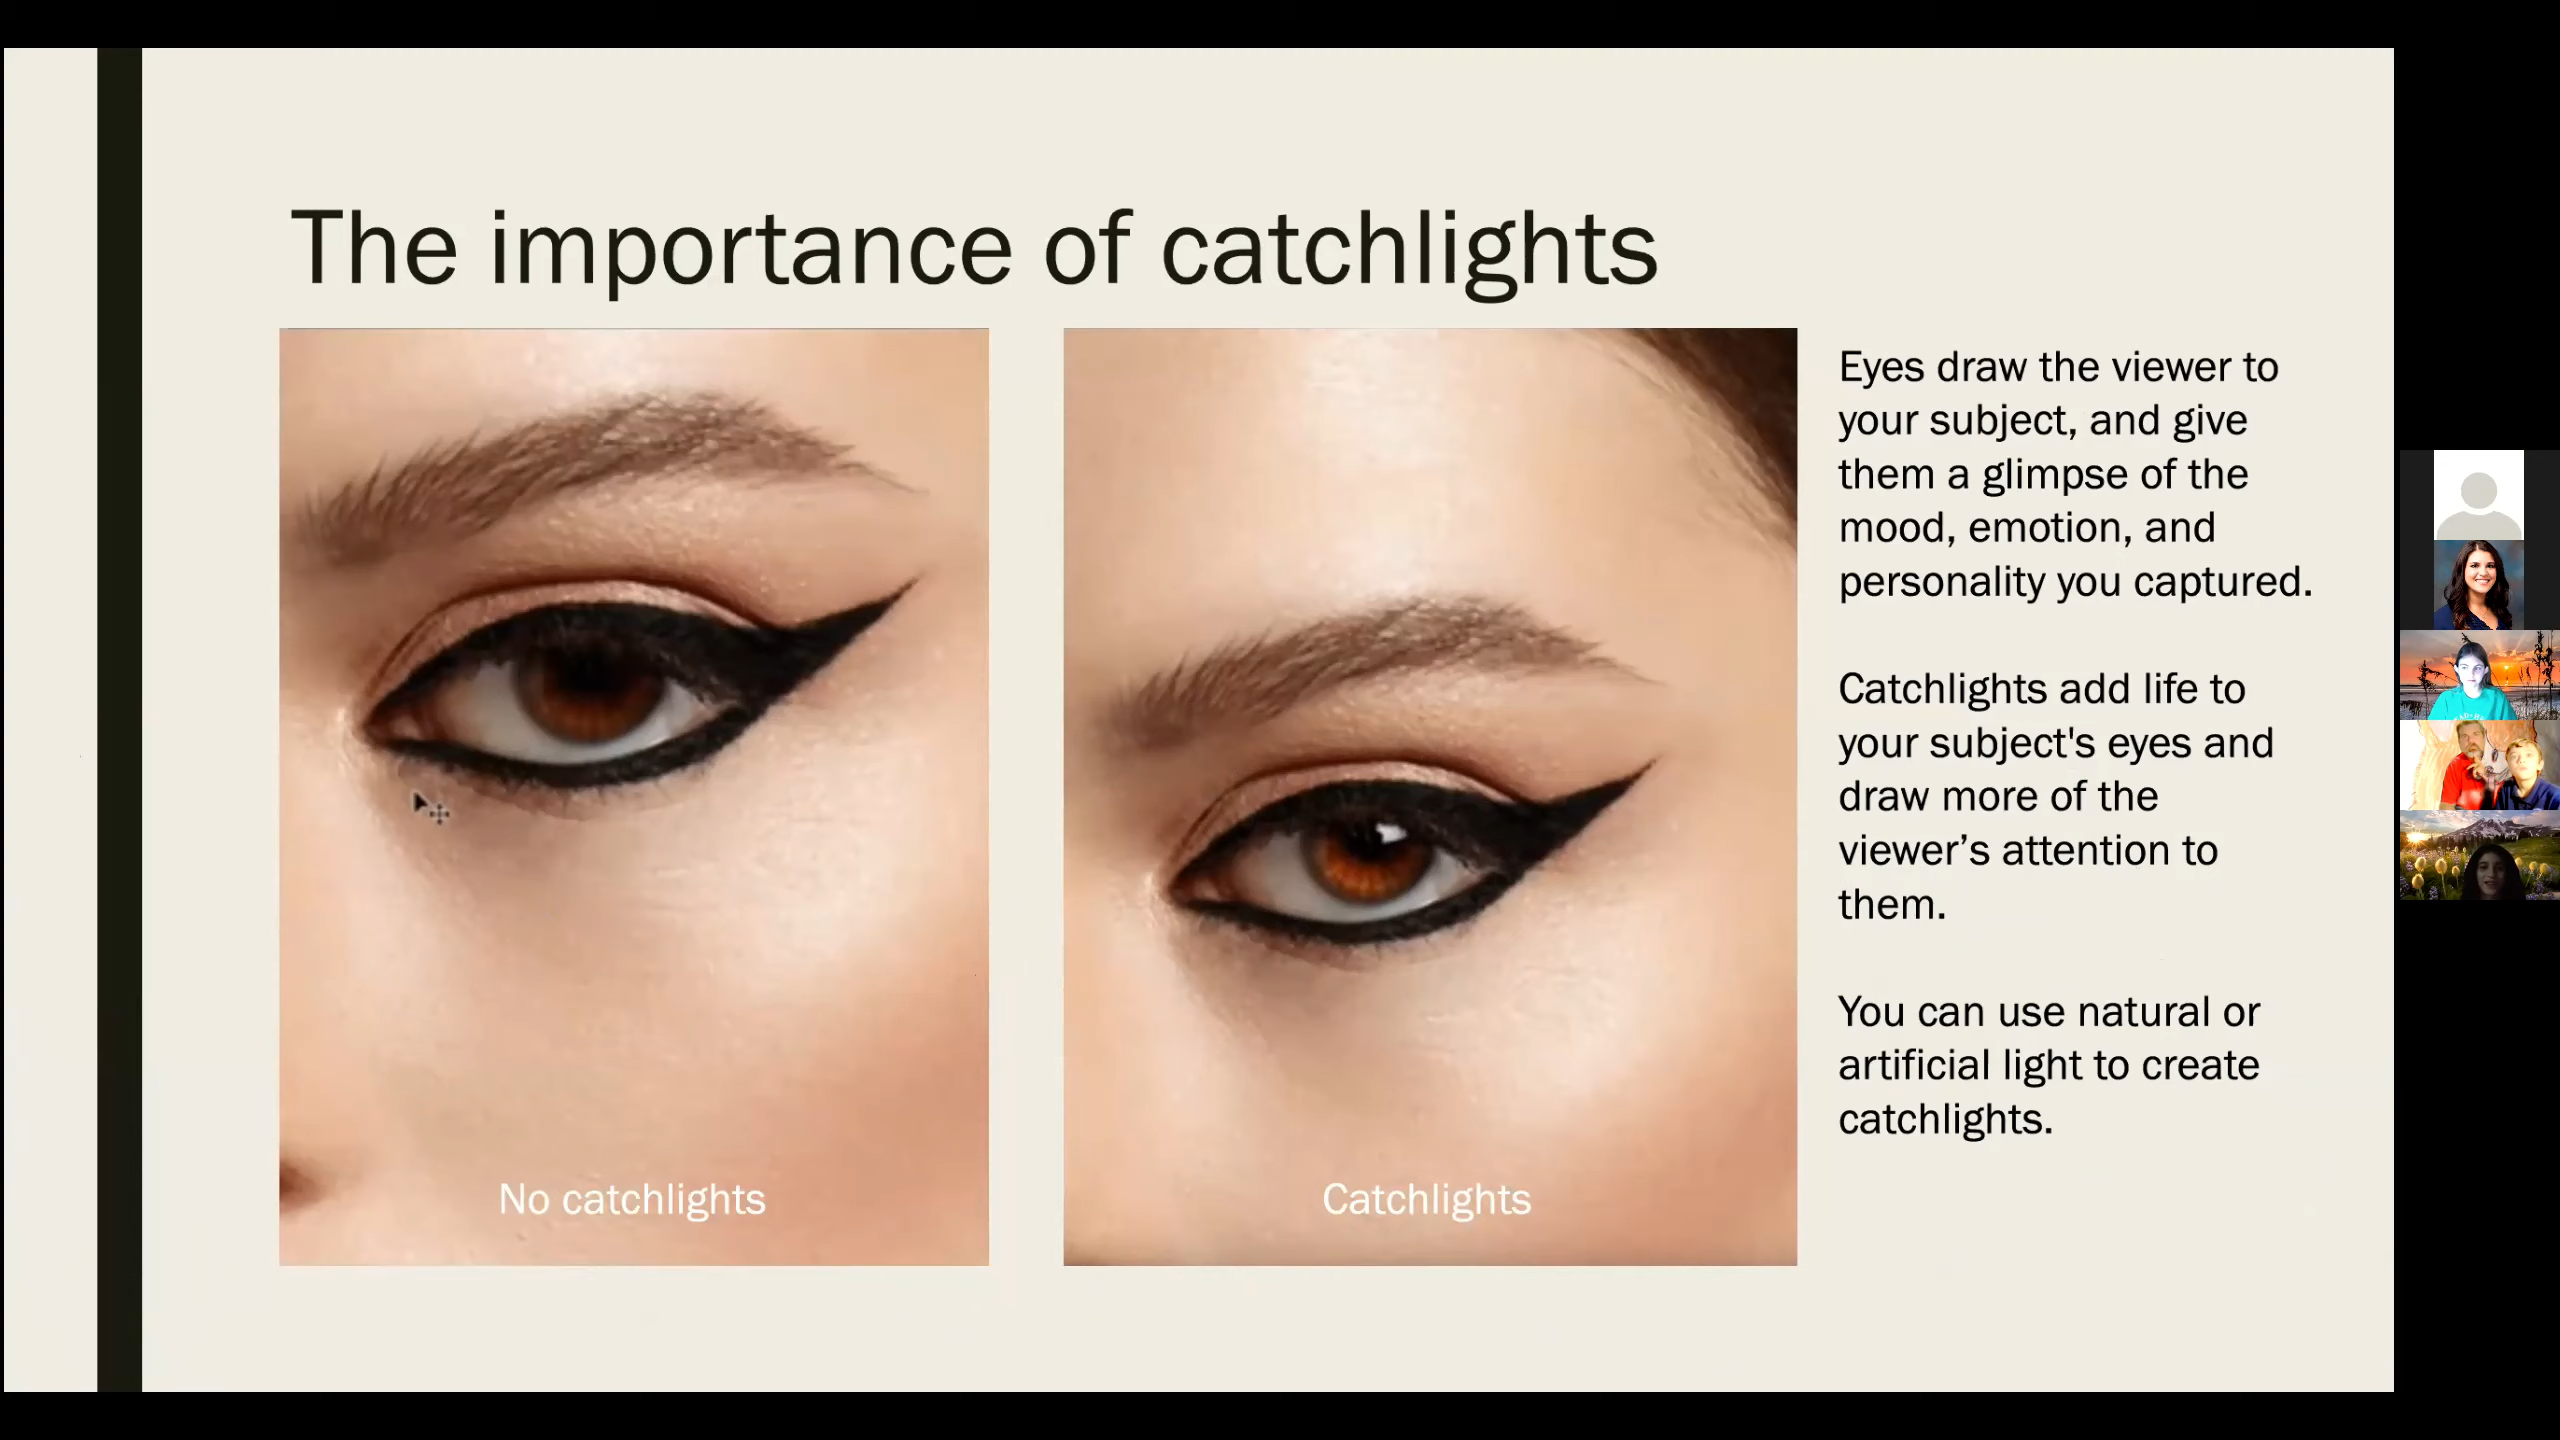 The importance of catchlights
No catchlights
Catchlights
Eyes draw the viewer to
your subject, and give
them a glimpse of the
mood, emotion, and
personality you captured.
Catchlights add life to
your subject's eyes and
draw more of the
viewer’s attention to
them.
You can use natural or
artificial light to create
catchlights.